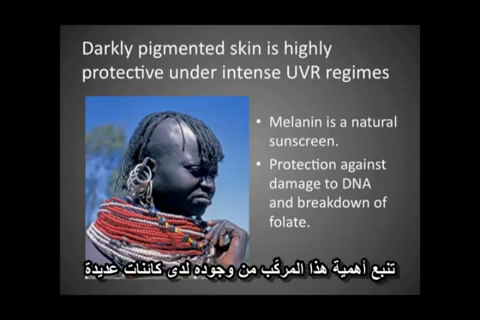 Darkly pigmented skin is highly
protective under intense UVR regimes
• Melanin is a natural
sunscreen.
• Protection against
damage to DNA
and breakdown of
folate.
تنبع أهمية هذا المركّب من وجوده لدى كائنات عديدة